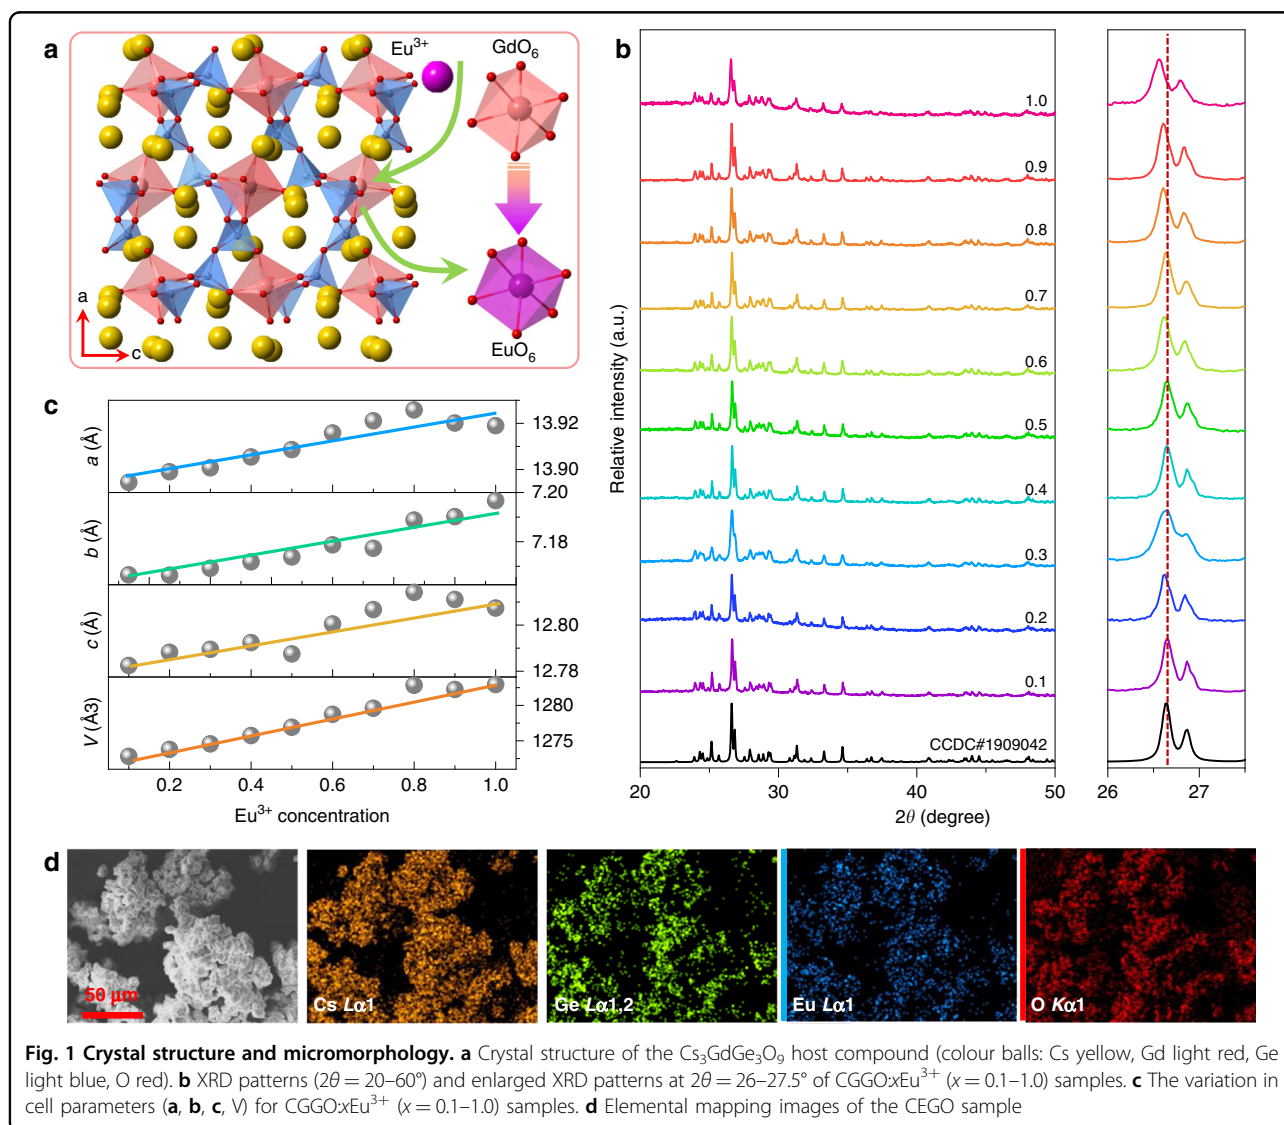 a
Eu³⁺
GdO₆
EuO₆
a
c
b
Relative intensity (a.u.)
1.0
0.9
0.8
0.7
0.6
0.5
0.4
0.3
0.2
0.1
CCDC#1909042
20 30 40 50
2θ (degree)
26 27
c
a (Å)
13.92
13.90
b (Å)
7.20
7.18
c (Å)
12.80
12.78
V (Å3)
1280
1275
0.2 0.4 0.6 0.8 1.0
Eu³⁺ concentration
d
50 μm
Cs Lα1
Ge Lα1,2
Eu Lα1
O Kα1
Fig. 1 Crystal structure and micromorphology. a Crystal structure of the Cs₃GdGe₃O₉ host compound (colour balls: Cs yellow, Gd light red, Ge
light blue, O red). b XRD patterns (2θ = 20–60°) and enlarged XRD patterns at 2θ = 26–27.5° of CGGO:xEu³⁺ (x = 0.1–1.0) samples. c The variation in
cell parameters (a, b, c, V) for CGGO:xEu³⁺ (x = 0.1–1.0) samples. d Elemental mapping images of the CEGO sample